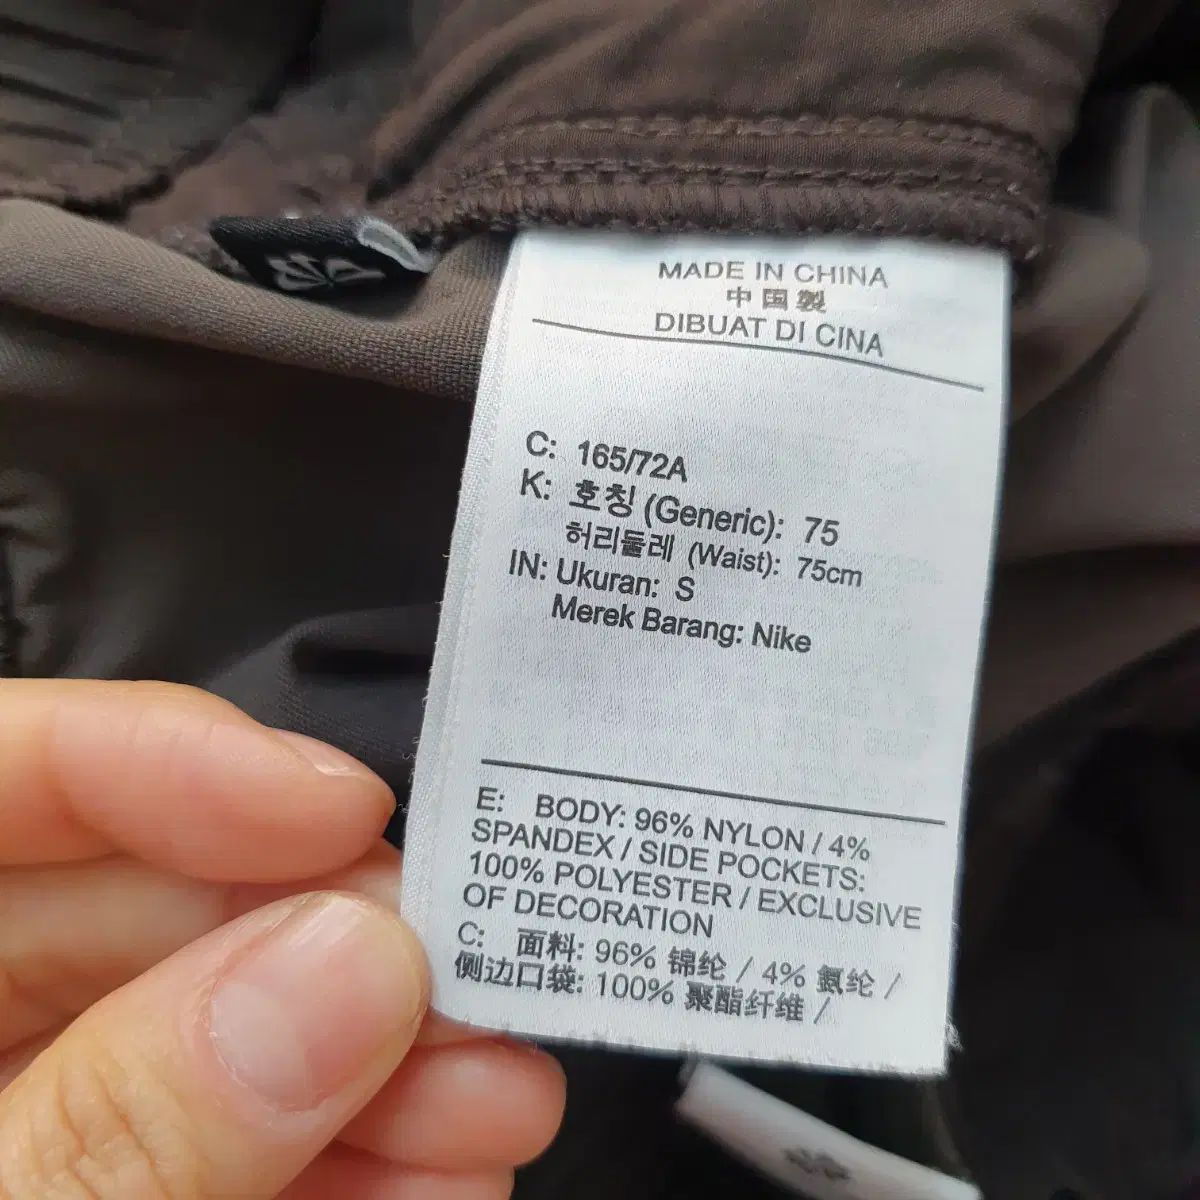 MADE IN CHINA
中国製
DIBUAT DI CINA
C: 165/72A
K: 호칭 (Generic): 75
허리둘레 (Waist): 75cm
IN: Ukuran: S
Merek Barang: Nike
E: BODY: 96% NYLON / 4%
SPANDEX / SIDE POCKETS:
100% POLYESTER / EXCLUSIVE
OF DECORATION
C: 面料: 96% 锦纶 / 4% 氨纶 /
侧边口袋: 100% 聚酯纤维 /